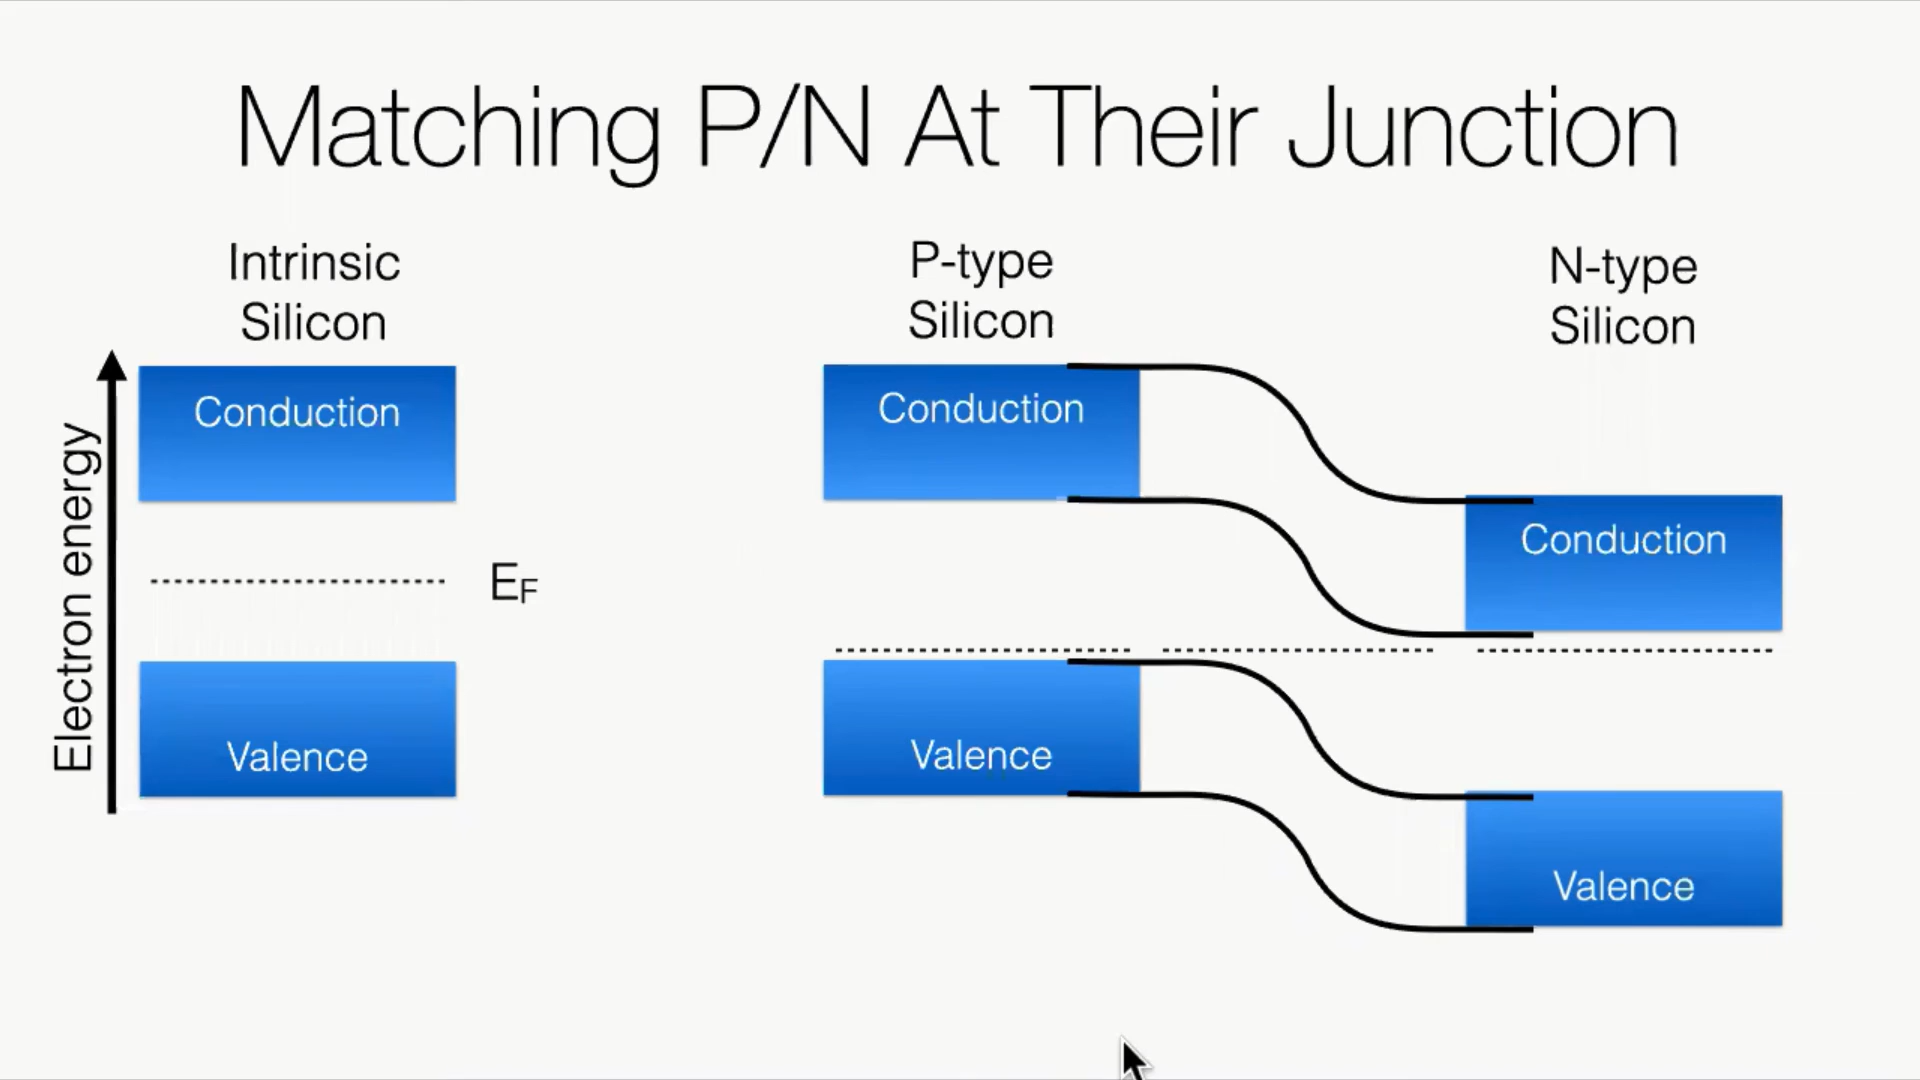 Matching P/N At Their Junction
Intrinsic
Silicon
P-type
Silicon
N-type
Silicon
Electron energy
Conduction
Valence
EF
Conduction
Valence
Conduction
Valence